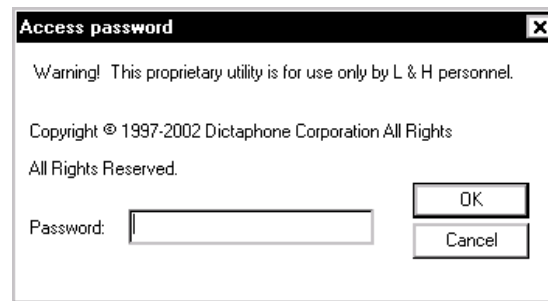 Access password
Warning! This proprietary utility is for use only by L & H personnel.
Copyright © 1997-2002 Dictaphone Corporation All Rights
All Rights Reserved.
OK
Password:
Cancel